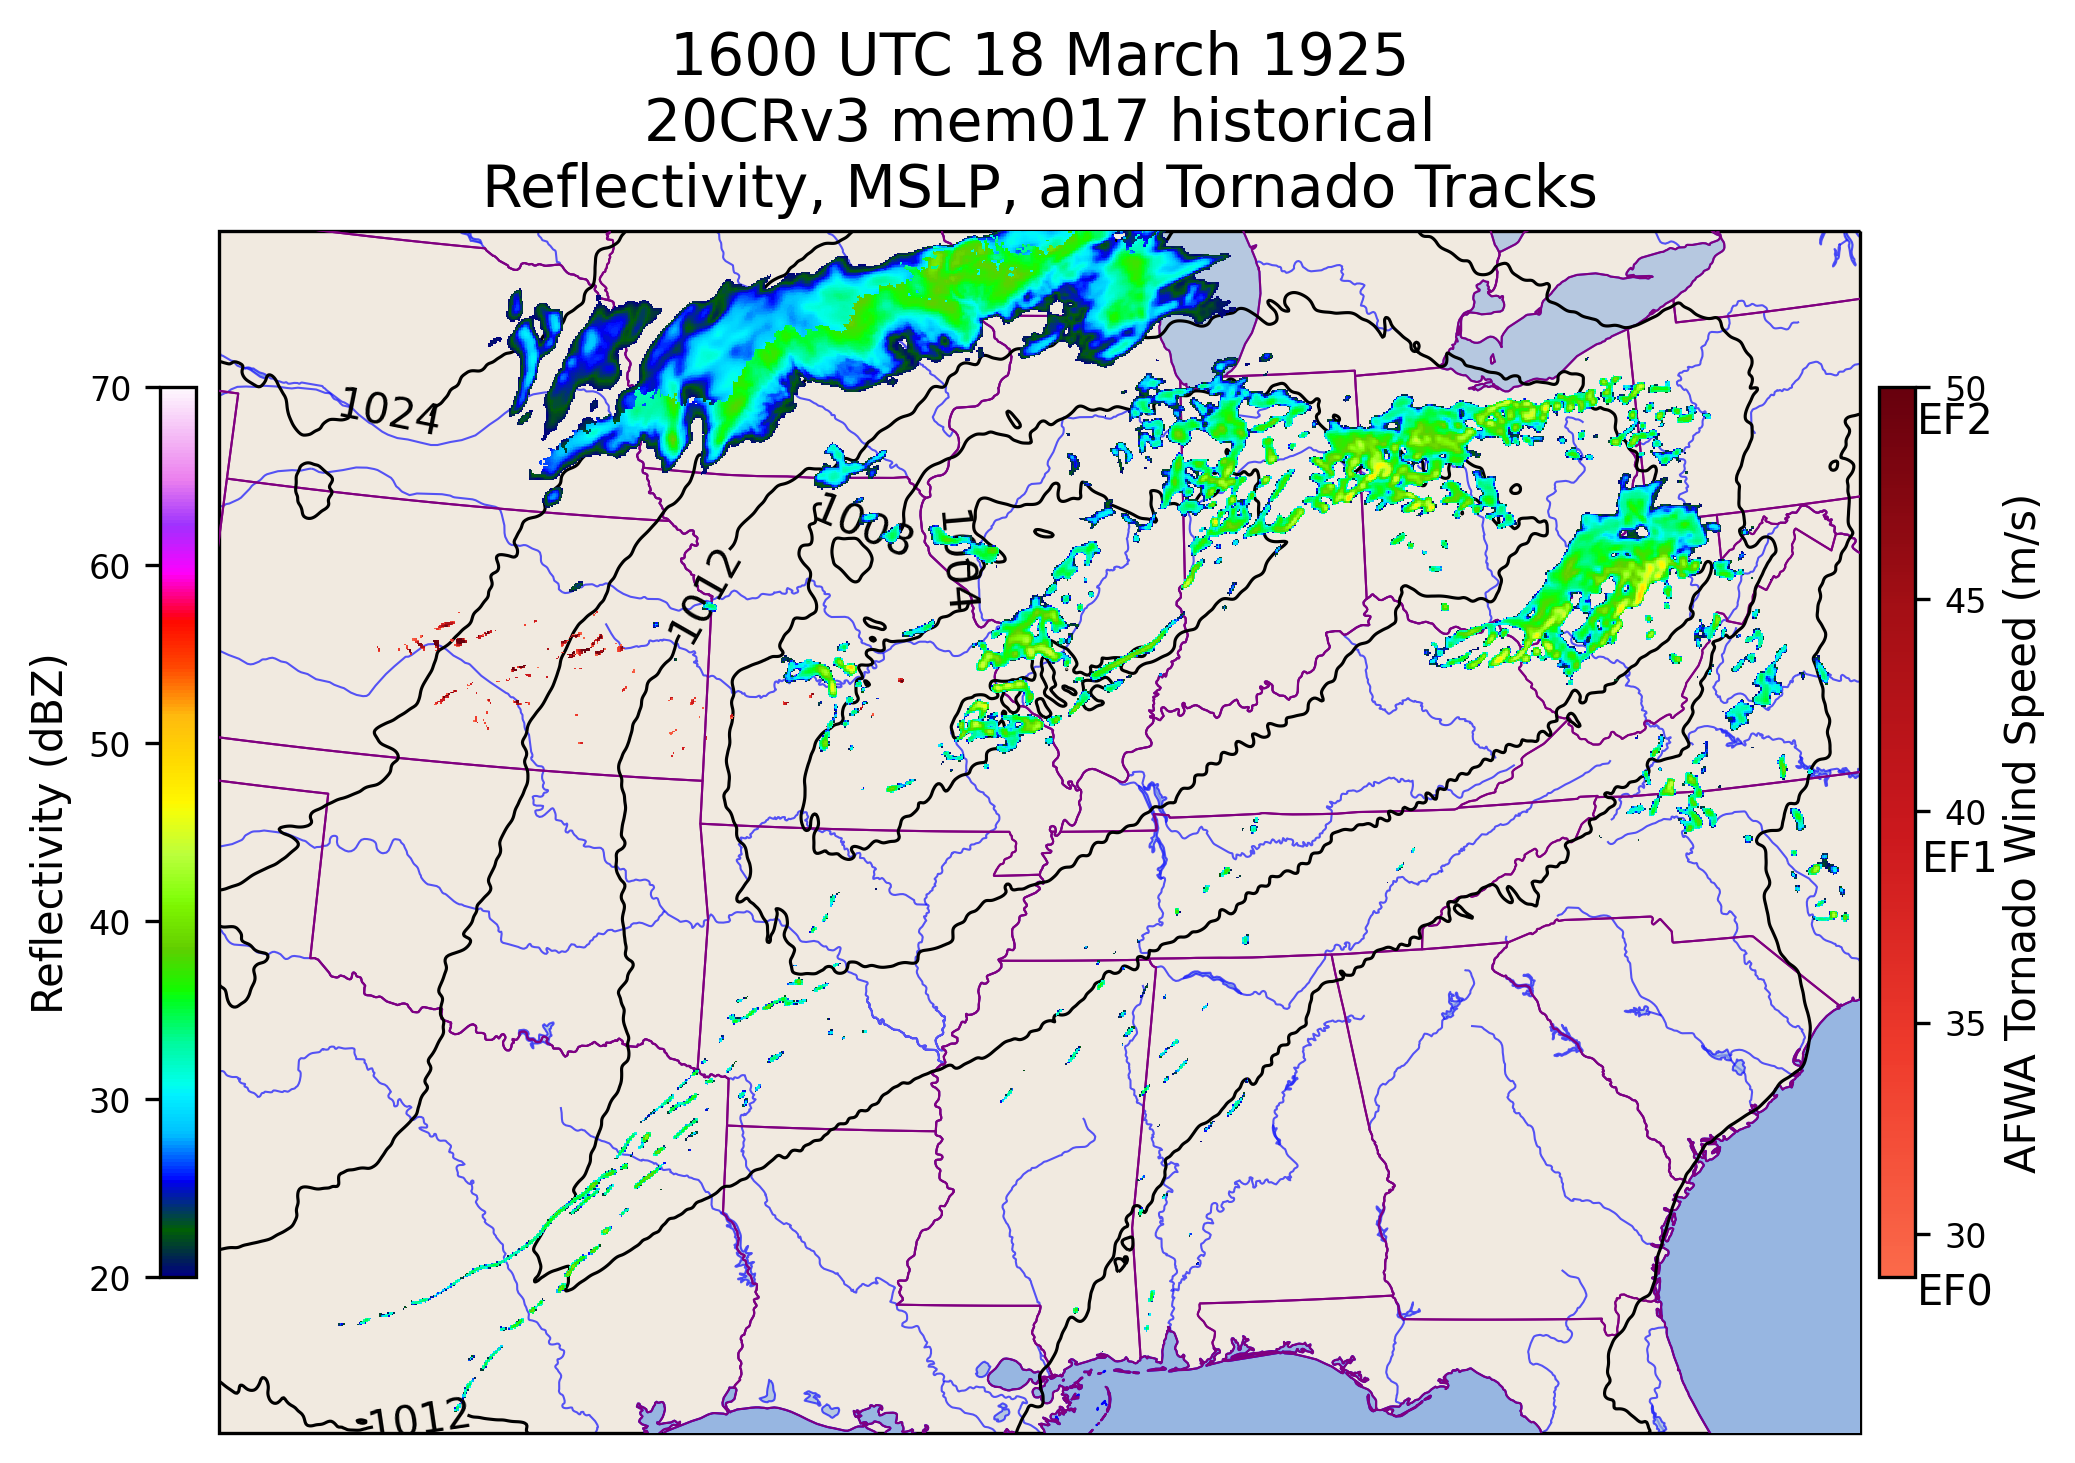 1600 UTC 18 March 1925
20CRv3 mem017 historical
Reflectivity, MSLP, and Tornado Tracks
Reflectivity (dBZ)
70
60
50
40
30
20
1024
1012
1008
1004
1012
50
EF2
45
40
EF1
35
30
EF0
AFWA Tornado Wind Speed (m/s)